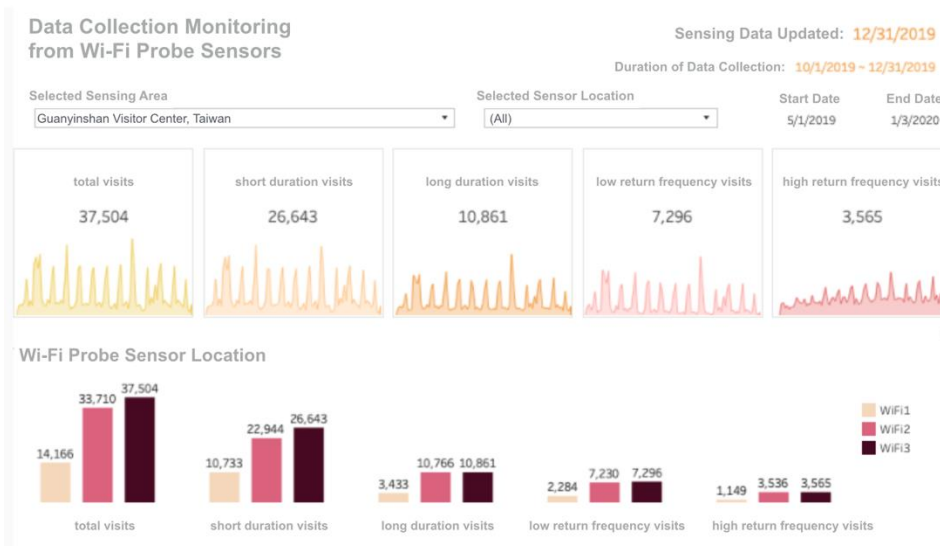 Data Collection Monitoring
from Wi-Fi Probe Sensors
Sensing Data Updated: 12/31/2019
Duration of Data Collection: 10/1/2019 ~ 12/31/2019
Selected Sensing Area
Selected Sensor Location
Start Date
End Date
Guanyinshan Visitor Center, Taiwan
(All)
5/1/2019
1/3/2020
total visits
short duration visits
long duration visits
low return frequency visits
high return frequency visits
37,504
26,643
10,861
7,296
3,565
Wi-Fi Probe Sensor Location
14,166
33,710
37,504
10,733
22,944
26,643
3,433
10,766
10,861
2,284
7,230
7,296
1,149
3,536
3,565
WiFi1
WiFi2
WiFi3
total visits
short duration visits
long duration visits
low return frequency visits
high return frequency visits